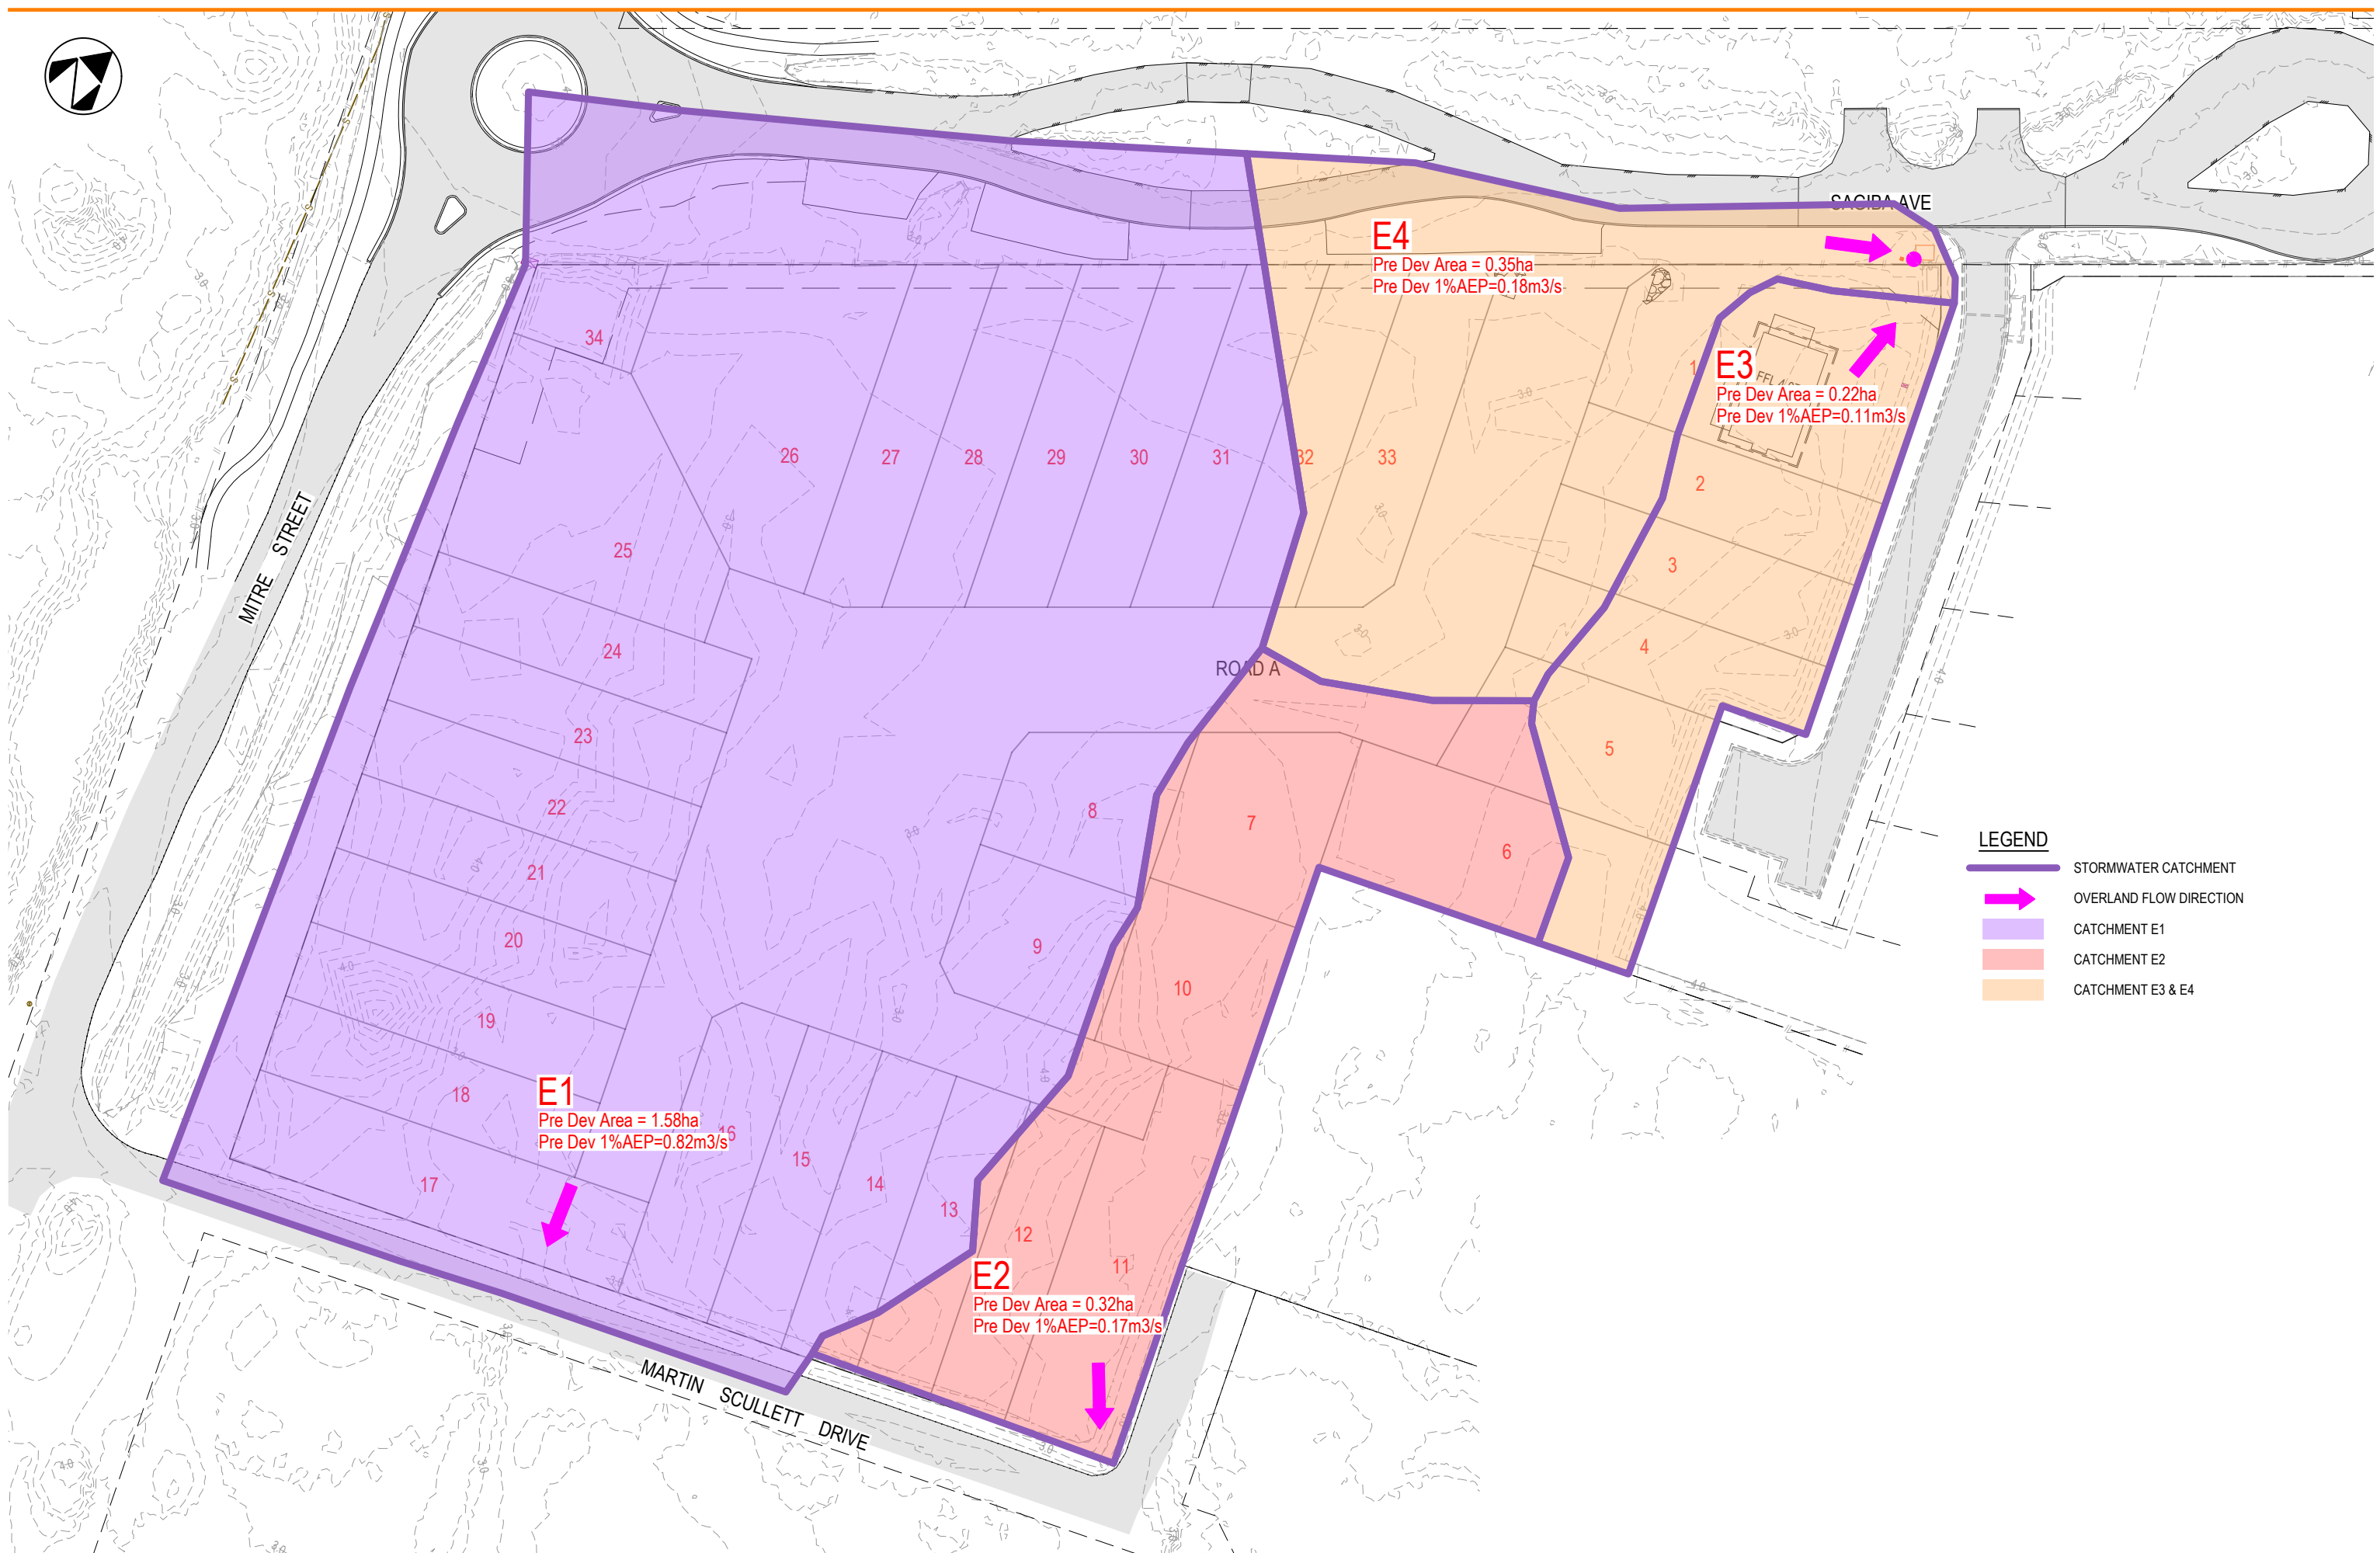 SAGIBA AVE
E4
Pre Dev Area = 0.35ha
Pre Dev 1%AEP=0.18m3/s
34
1
E3
Pre Dev Area = 0.22ha
Pre Dev 1%AEP=0.11m3/s
26
27
28
29
30
31
32
33
2
MITRE STREET
25
3
24
4
ROAD A
23
5
22
8
7
6
21
20
9
10
19
18
E1
Pre Dev Area = 1.58ha
Pre Dev 1%AEP=0.82m3/s
16
15
17
14
13
12
11
E2
Pre Dev Area = 0.32ha
Pre Dev 1%AEP=0.17m3/s
MARTIN SCULLETT DRIVE
LEGEND
STORMWATER CATCHMENT
OVERLAND FLOW DIRECTION
CATCHMENT E1
CATCHMENT E2
CATCHMENT E3 & E4